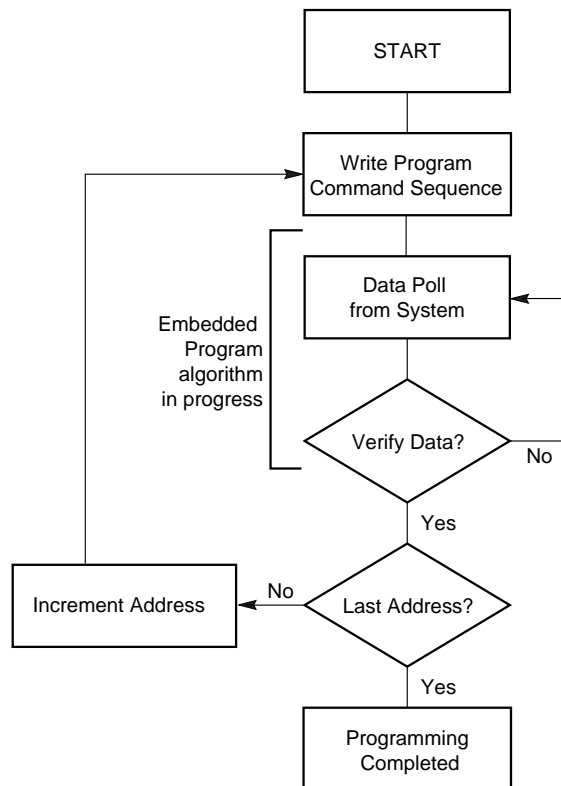 START
Write Program
Command Sequence
Data Poll
from System
Embedded
Program
algorithm
in progress
Verify Data?
No
Yes
No
Increment Address
Last Address?
Yes
Programming
Completed